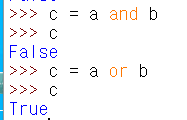 >>> c = a and b
>>> c
False
>>> c = a or b
>>> c
True